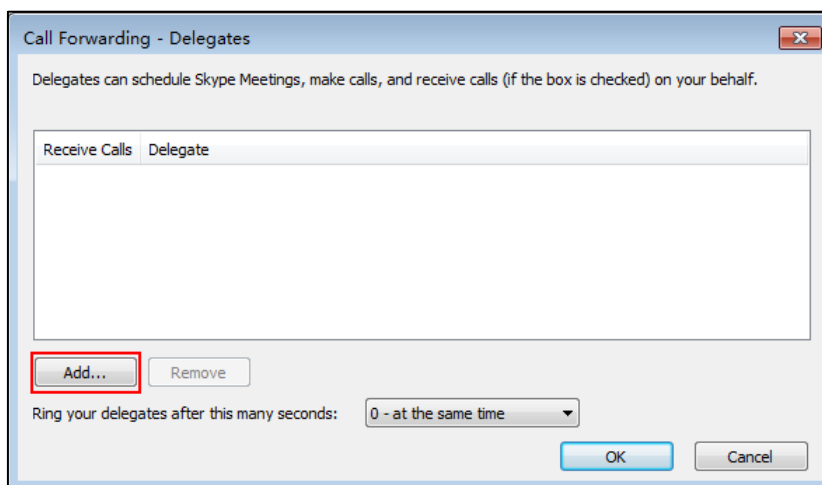 Call Forwarding - Delegates
Delegates can schedule Skype Meetings, make calls, and receive calls (if the box is checked) on your behalf.
Receive Calls Delegate
Add... Remove
Ring your delegates after this many seconds: 0 - at the same time
OK Cancel